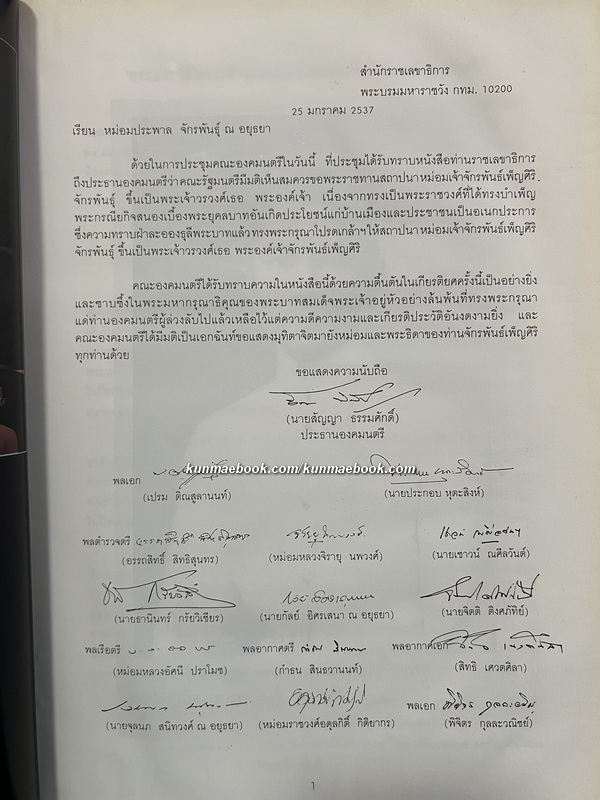 สำนักราชเลขาธิการ
พระบรมมหาราชวัง กทม. 10200
25 มกราคม 2537
เรียน หม่อมประพาล จักรพันธุ์ ณ อยุธยา
ด้วยในการประชุมคณะองคมนตรีในวันนี้ ที่ประชุมได้รับทราบหนังสือท่านราชเลขาธิการ
ถึงประธานองคมนตรีว่าคณะรัฐมนตรีมีมติเห็นสมควรขอพระราชทานสถาปนาหม่อมเจ้าจักรพันธ์เพ็ญศิริ
จักรพันธุ์ ขึ้นเป็นพระเจ้าวรวงศ์เธอ พระองค์เจ้า เนื่องจากทรงเป็นพระราชวงศ์ที่ได้ทรงบำเพ็ญ
พระกรณียกิจสนองเบื้องพระยุคลบาทอันเกิดประโยชน์แก่บ้านเมืองและประชาชนเป็นอเนกประการ
ซึ่งความทราบฝ่าละอองธุลีพระบาทแล้วทรงพระกรุณาโปรดเกล้าฯให้สถาปนาหม่อมเจ้าจักรพันธ์เพ็ญศิริ
จักรพันธุ์ ขึ้นเป็นพระเจ้าวรวงศ์เธอ พระองค์เจ้าจักรพันธ์เพ็ญศิริ
คณะองคมนตรีได้รับทราบความในหนังสือนี้ด้วยความตื้นตันในเกียรติยศครั้งนี้เป็นอย่างยิ่ง
และซาบซึ้งในพระมหากรุณาธิคุณของพระบาทสมเด็จพระเจ้าอยู่หัวอย่างล้นพ้นที่ทรงพระกรุณา
แด่ท่านองคมนตรีผู้ล่วงลับไปแล้วเหลือไว้แต่ความดีความงามและเกียรติประวัติอันงดงามยิ่ง และ
คณะองคมนตรีได้มีมติเป็นเอกฉันท์ขอแสดงมุทิตาจิตมายังหม่อมและพระธิดาของท่านจักรพันธ์เพ็ญศิริ
ทุกท่านด้วย
ขอแสดงความนับถือ
(นายสัญญา ธรรมศักดิ์)
ประธานองคมนตรี
kunmaebook.com/kunmaebook.com
พลเอก
(เปรม ติณสูลานนท์) (นายประกอบ หุตะสิงห์)
พลตำรวจตรี
(อรรถสิทธิ์ สิทธิสุนทร) (หม่อมหลวงจิรายุ นพวงศ์) (นายเชาวน์ ณศีลวันต์)
(นายธานินทร์ กรัยวิเชียร) (นายกัลย์ อิศรเสนา ณ อยุธยา) (นายจิตติ ติงศภัทิย์)
พลเรือตรี พลอากาศตรี พลอากาศเอก
(หม่อมหลวงอัศนี ปราโมช) (กำธน สินธวานนท์) (สิทธิ เศวตศิลา)
พลเอก
(นายจุลนภ สนิทวงศ์ ณ อยุธยา) (หม่อมราชวงศ์อดุลกิติ์ กิติยากร) (พิจิตร กุลละวณิชย์)
1